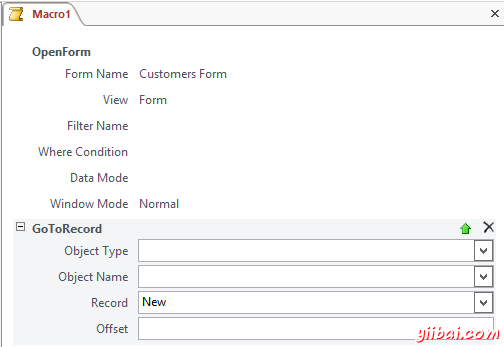 Macro1
OpenForm
Form Name Customers Form
View Form
Filter Name
Where Condition
Data Mode
Window Mode Normal
GoToRecord
Object Type
Object Name
Record New
Offset
yiibai.com